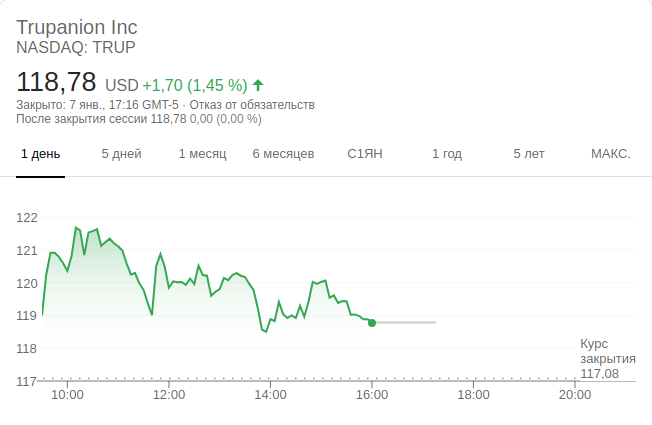 Trupanion Inc
NASDAQ: TRUP
118,78 USD +1,70 (1,45 %)
Закрыто: 7 янв., 17:16 GMT-5 · Отказ от обязательств
После закрытия сессии 118,78 0,00 (0,00 %)
1 день 5 дней 1 месяц 6 месяцев С1ЯН 1 год 5 лет МАКС.
122
121
120
119
118
117
Курс
закрытия
117,08
10:00 12:00 14:00 16:00 18:00 20:00